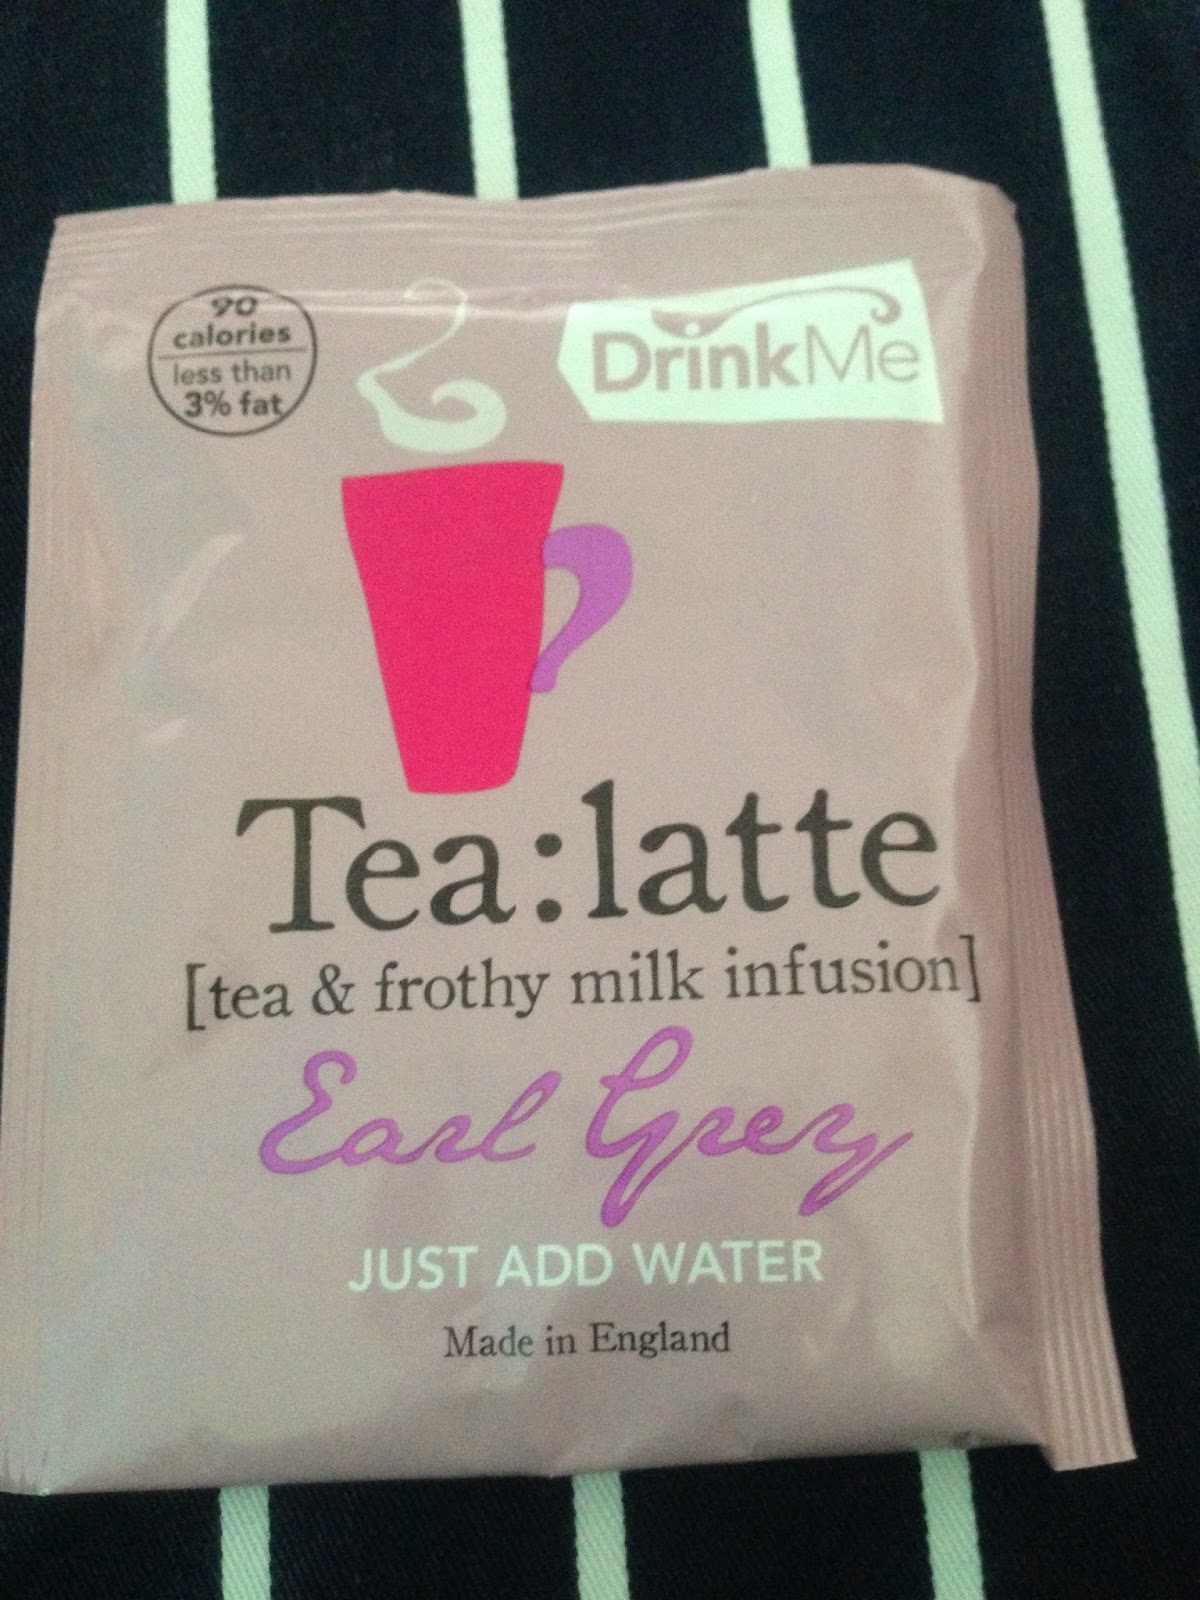 90
calories
less than
3% fat
DrinkMe
Tea:latte
[tea & frothy milk infusion]
Earl Grey
JUST ADD WATER
Made in England